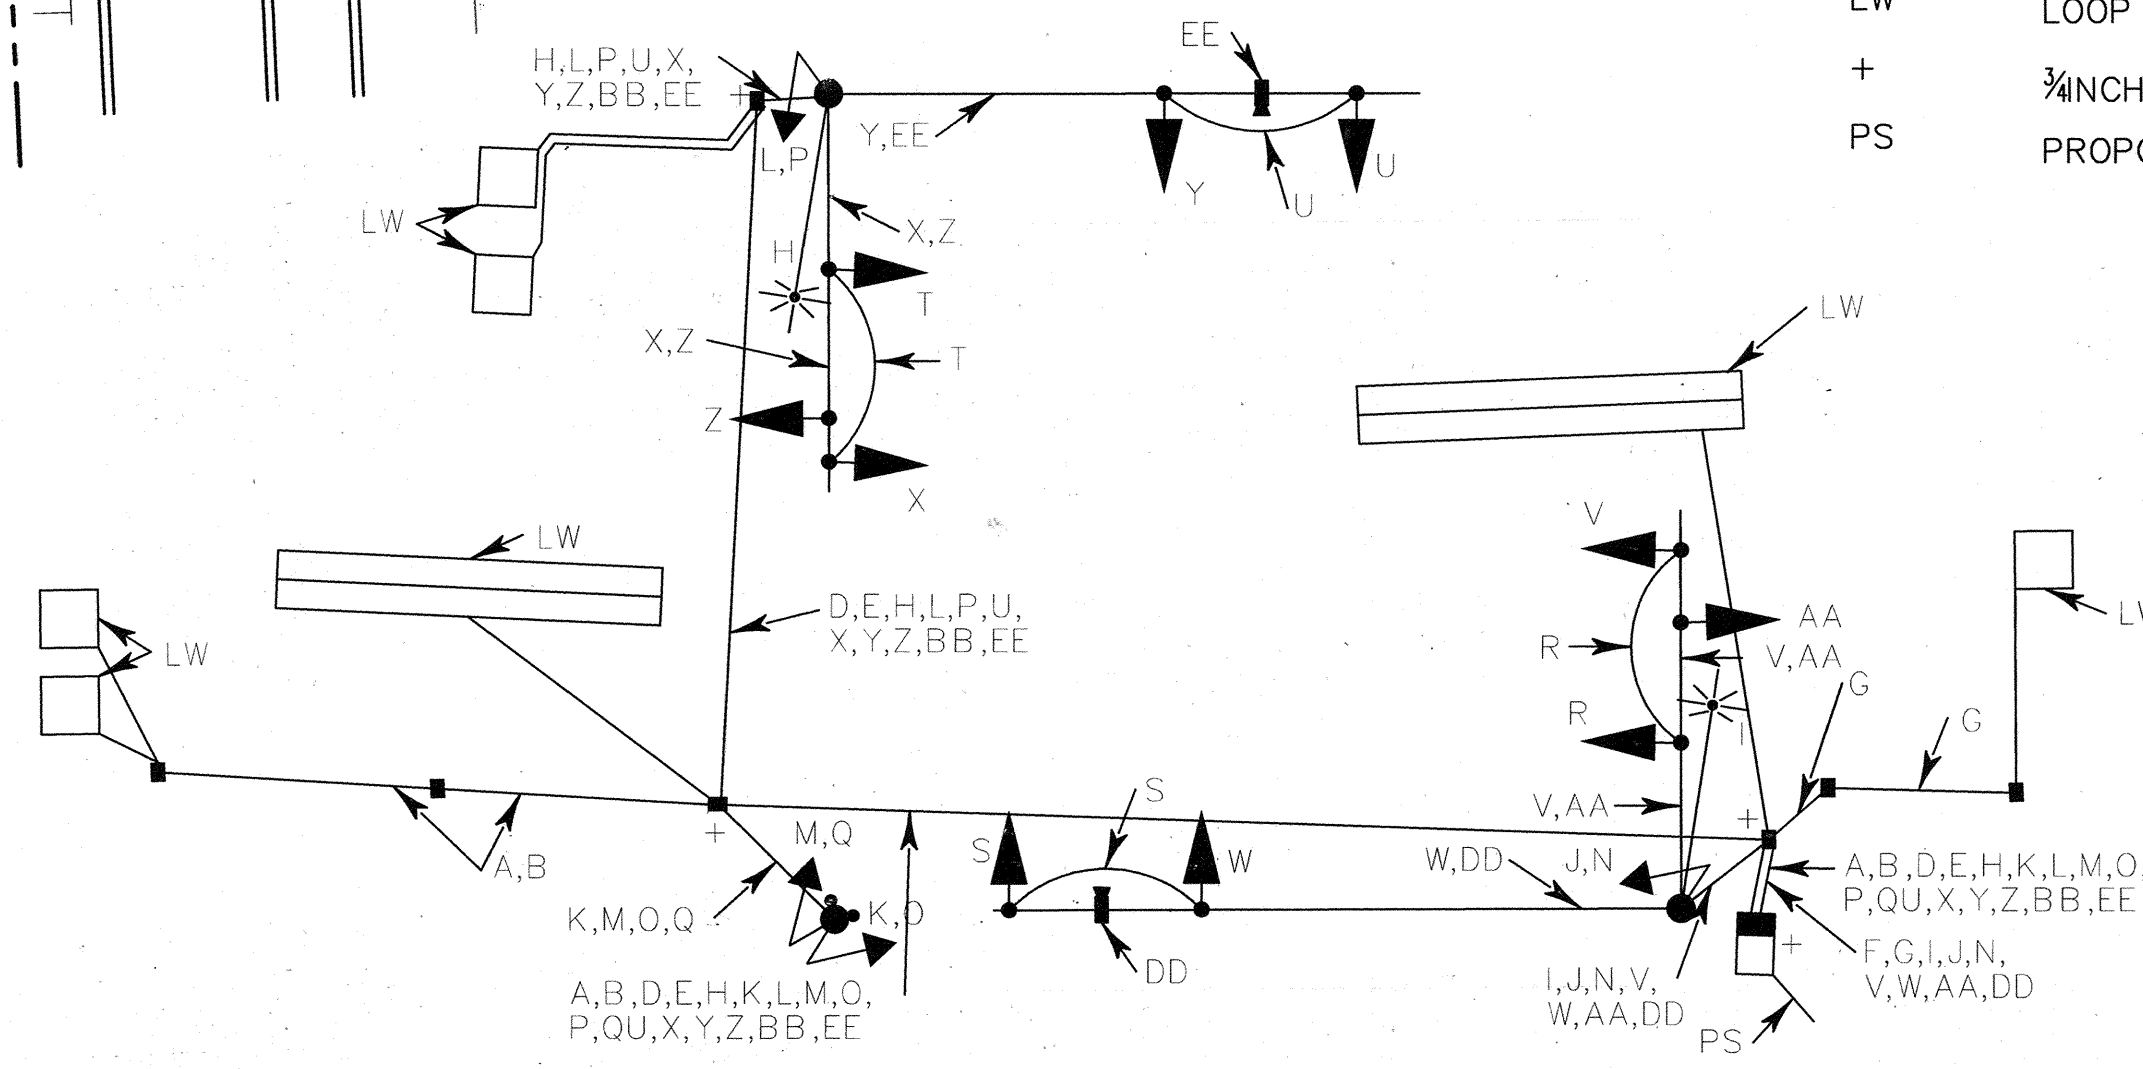 LW
LOOP
+
¾INCH
PS
PROPO
EE
H,L,P,U,X,
Y,Z,BB,EE
+
Y,EE
L,P
Y
U
U
LW
X,Z
H
T
X,Z
T
Z
X
LW
LW
V
LW
D,E,H,L,P,U,
X,Y,Z,BB,EE
AA
R
V,AA
LW
G
R
G
I
S
V,AA
+
+
M,Q
S
W
W,DD
J,N
A,B
A,B,D,E,H,K,L,M,O,
P,QU,X,Y,Z,BB,EE
K,M,O,Q
K,O
+
F,G,I,J,N,
V,W,AA,DD
DD
I,J,N,V,
W,AA,DD
A,B,D,E,H,K,L,M,O,
P,QU,X,Y,Z,BB,EE
PS